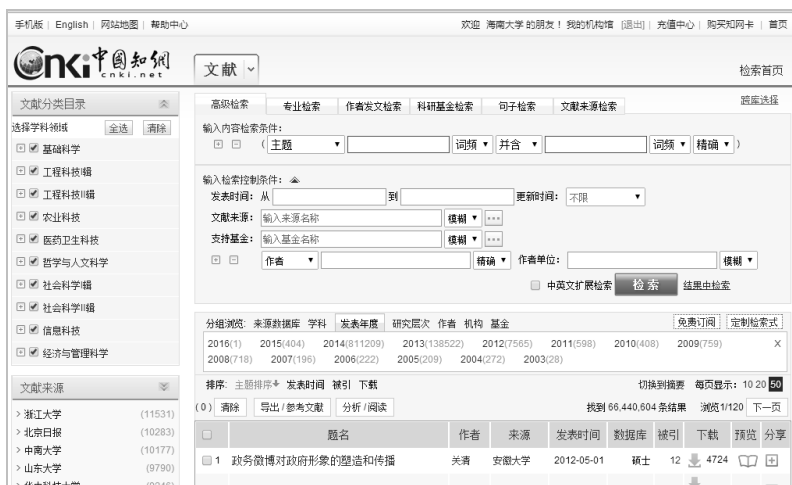 手机版 | English | 网站地图 | 帮助中心
欢迎 海南大学 的朋友！ 我的机构馆 [退出] | 充值中心 | 购买知网卡 | 首页
cnki 中国知网
cnki.net
文献
检索首页
文献分类目录
选择学科领域 全选 清除
基础科学
工程科技Ⅰ辑
工程科技Ⅱ辑
农业科技
医药卫生科技
哲学与人文科学
社会科学Ⅰ辑
社会科学Ⅱ辑
信息科技
经济与管理科学
文献来源
> 浙江大学 (11531)
> 北京日报 (10283)
> 中南大学 (10177)
> 山东大学 (9790)
高级检索 专业检索 作者发文检索 科研基金检索 句子检索 文献来源检索 跨库选择
输入内容检索条件:
( 主题 词频 并含 词频 精确 )
输入检索控制条件:
发表时间: 从 到 更新时间: 不限
文献来源: 输入来源名称 模糊 ...
支持基金: 输入基金名称 模糊 ...
作者 精确 作者单位: 模糊
中英文扩展检索 检索 结果中检索
分组浏览: 来源数据库 学科 发表年度 研究层次 作者 机构 基金 免费订阅 定制检索式
2016(1) 2015(404) 2014(811209) 2013(138522) 2012(7565) 2011(598) 2010(408) 2009(759) X
2008(718) 2007(196) 2006(222) 2005(209) 2004(272) 2003(28)
排序: 主题排序 发表时间 被引 下载 切换到摘要 每页显示: 10 20 50
(0) 清除 导出/参考文献 分析/阅读 找到 66,440,604 条结果 浏览1/120 下一页
题名 作者 来源 发表时间 数据库 被引 下载 预览 分享
1 政务微博对政府形象的塑造和传播 关清 安徽大学 2012-05-01 硕士 12 4724